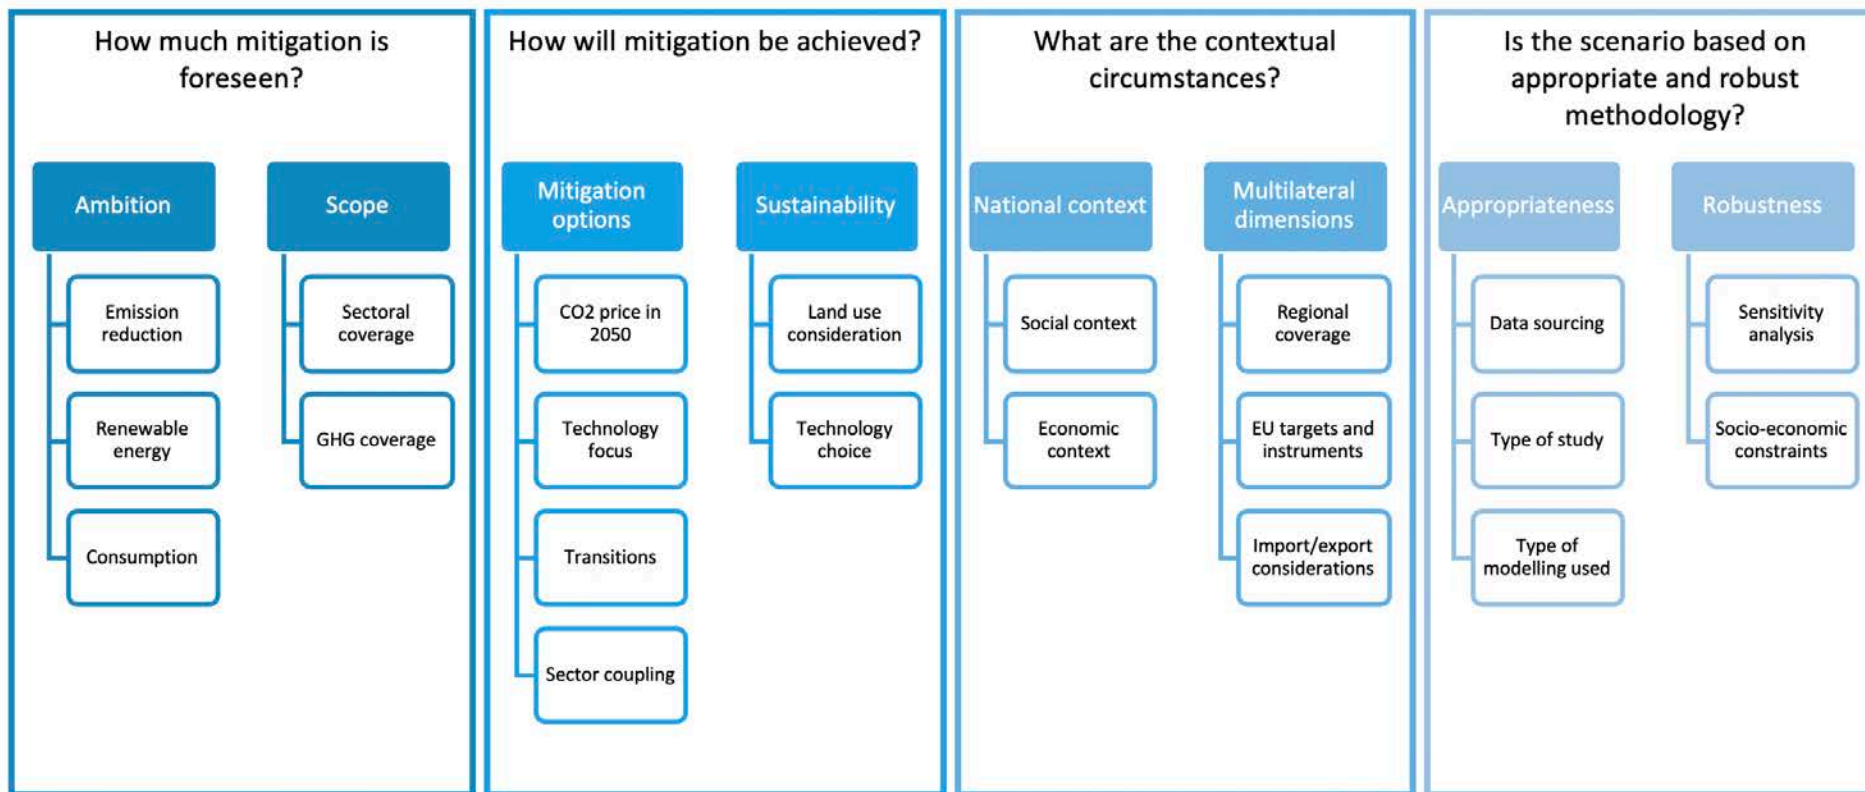 How much mitigation is
foreseen?
Ambition
Emission
reduction
Renewable
energy
Consumption
Scope
Sectoral
coverage
GHG coverage
How will mitigation be achieved?
Mitigation
options
CO2 price in
2050
Technology
focus
Transitions
Sector coupling
Sustainability
Land use
consideration
Technology
choice
What are the contextual
circumstances?
National context
Social context
Economic
context
Multilateral
dimensions
Regional
coverage
EU targets and
instruments
Import/export
considerations
Is the scenario based on
appropriate and robust
methodology?
Appropriateness
Data sourcing
Type of study
Type of
modelling used
Robustness
Sensitivity
analysis
Socio-economic
constraints